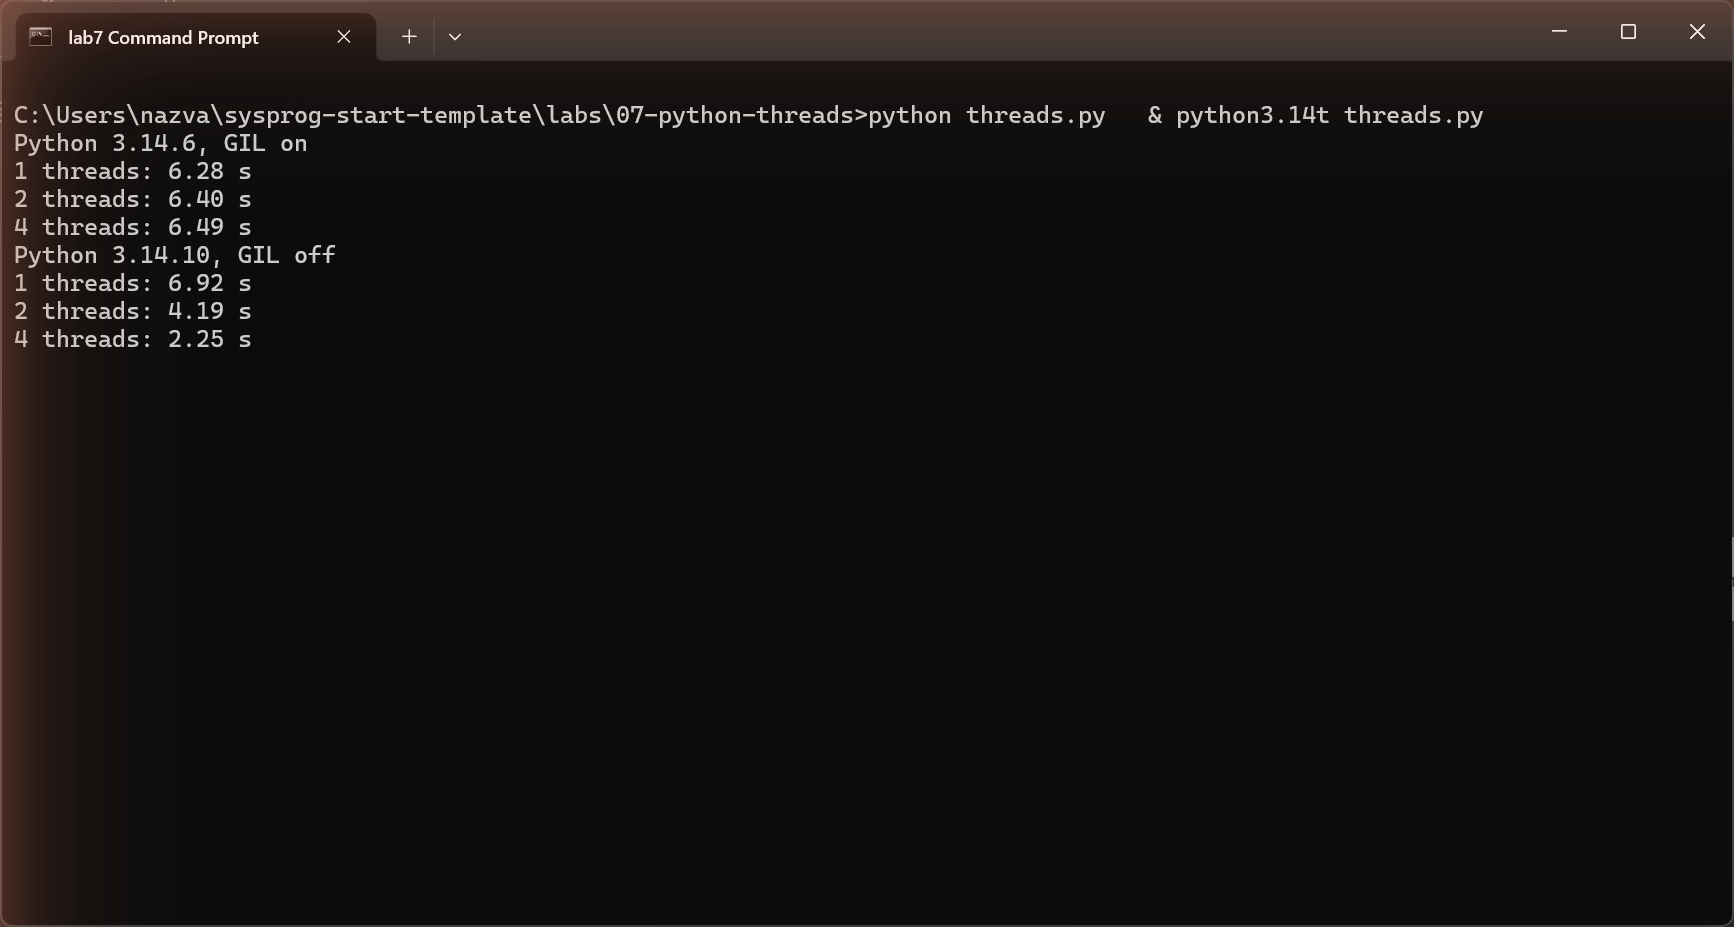 lab7 Command Prompt
C:\Users\nazva\sysprog-start-template\labs\07-python-threads>python threads.py   & python3.14t threads.py
Python 3.14.6, GIL on
1 threads: 6.28 s
2 threads: 6.40 s
4 threads: 6.49 s
Python 3.14.10, GIL off
1 threads: 6.92 s
2 threads: 4.19 s
4 threads: 2.25 s